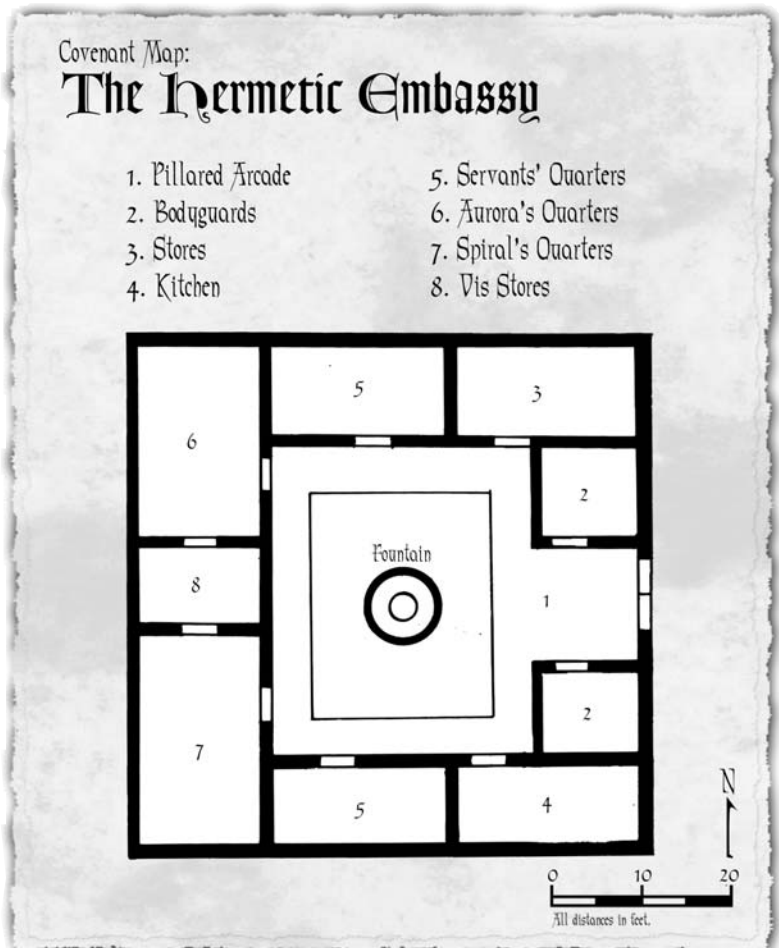 Covenant Map:
The Hermetic Embassy
1. Pillared Arcade
2. Bodyguards
3. Stores
4. Kitchen
5. Servants' Quarters
6. Aurora's Quarters
7. Spiral's Quarters
8. Vis Stores
5
3
6
2
Fountain
8
1
2
7
5
4
N
0 10 20
All distances in feet.